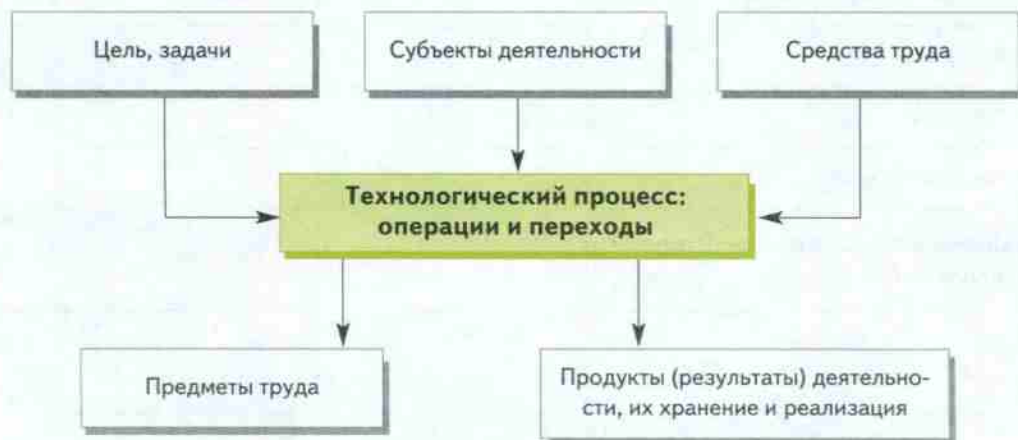 Цель, задачи
Субъекты деятельности
Средства труда
Технологический процесс:
операции и переходы
Предметы труда
Продукты (результаты) деятельно-
сти, их хранение и реализация